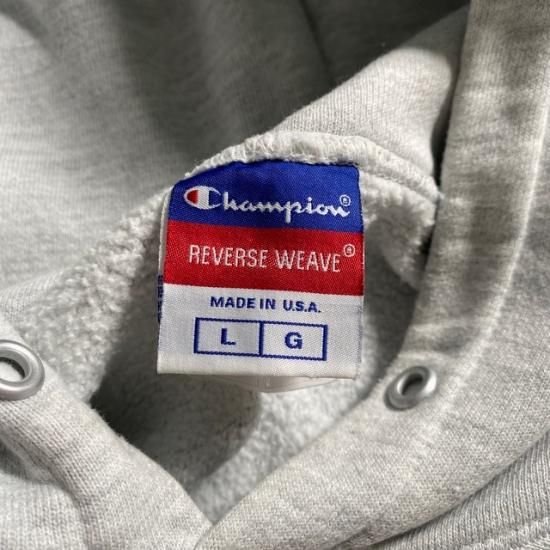 Champion®
REVERSE WEAVE®
MADE IN U.S.A.
L G